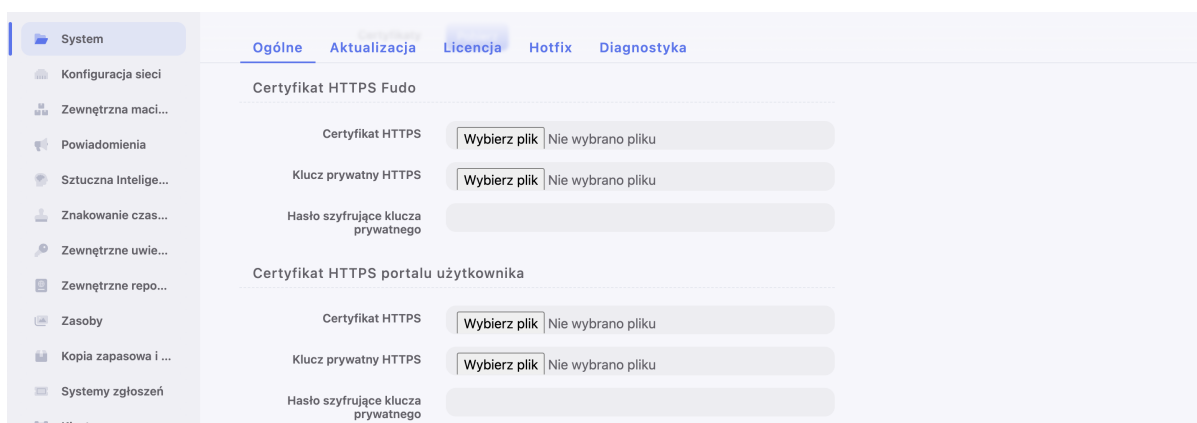 System
Konfiguracja sieci
Zewnętrzna maci...
Powiadomienia
Sztuczna Intelige...
Znakowanie czas...
Zewnętrzne uwie...
Zewnętrzne repo...
Zasoby
Kopia zapasowa i ...
Systemy zgłoszeń
Ogólne Aktualizacja Licencja Hotfix Diagnostyka
Certyfikat HTTPS Fudo
Certyfikat HTTPS Wybierz plik Nie wybrano pliku
Klucz prywatny HTTPS Wybierz plik Nie wybrano pliku
Hasło szyfrujące klucza
prywatnego
Certyfikat HTTPS portalu użytkownika
Certyfikat HTTPS Wybierz plik Nie wybrano pliku
Klucz prywatny HTTPS Wybierz plik Nie wybrano pliku
Hasło szyfrujące klucza
prywatnego